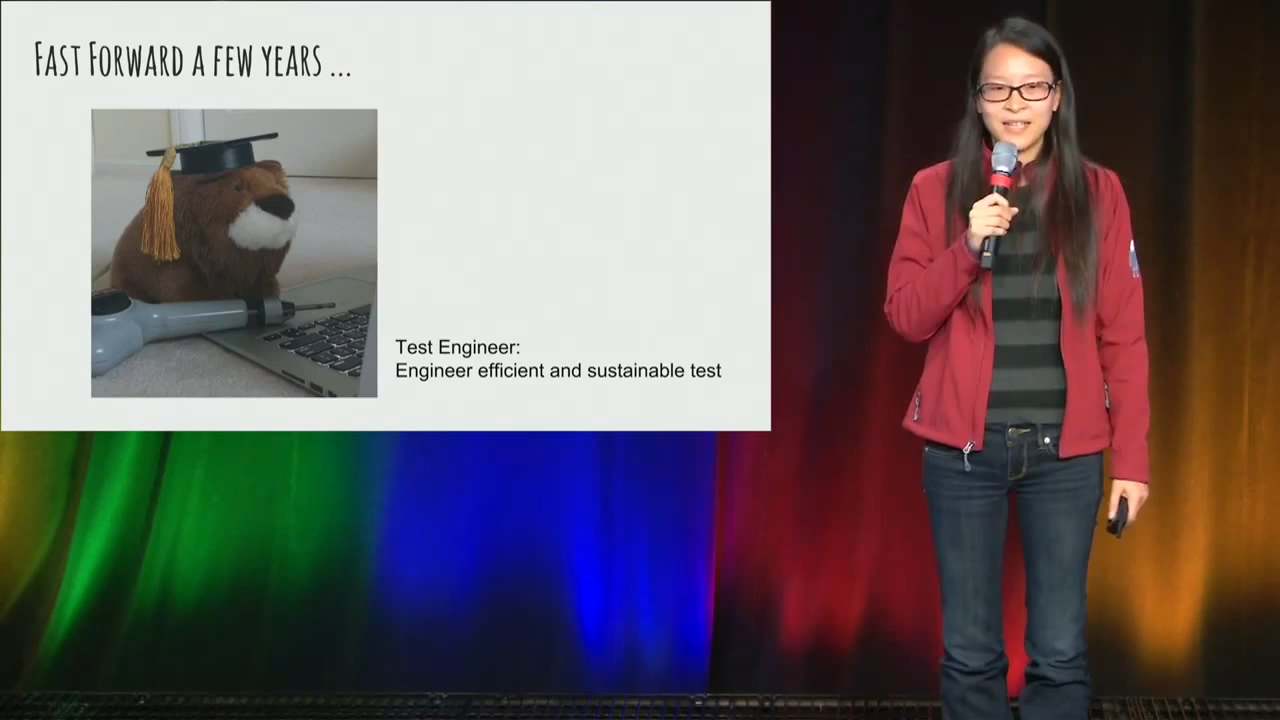 Fast Forward a few years ...
Test Engineer:
Engineer efficient and sustainable test